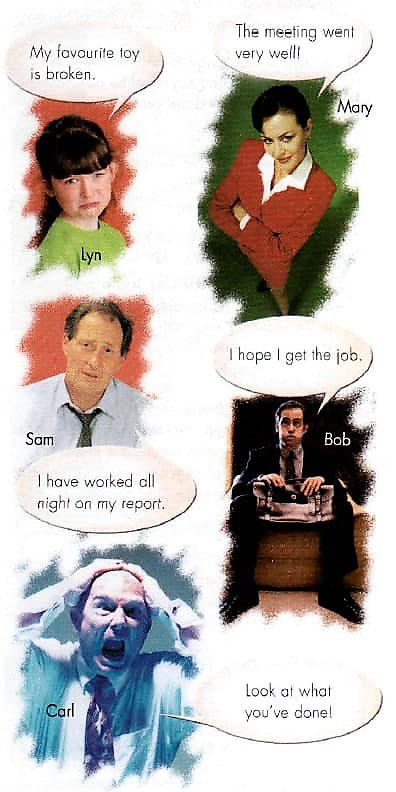 My favourite toy
is broken.
Lyn
The meeting went
very well!
Mary
Sam
I have worked all
night on my report.
I hope I get the job.
Bob
Carl
Look at what
you've done!